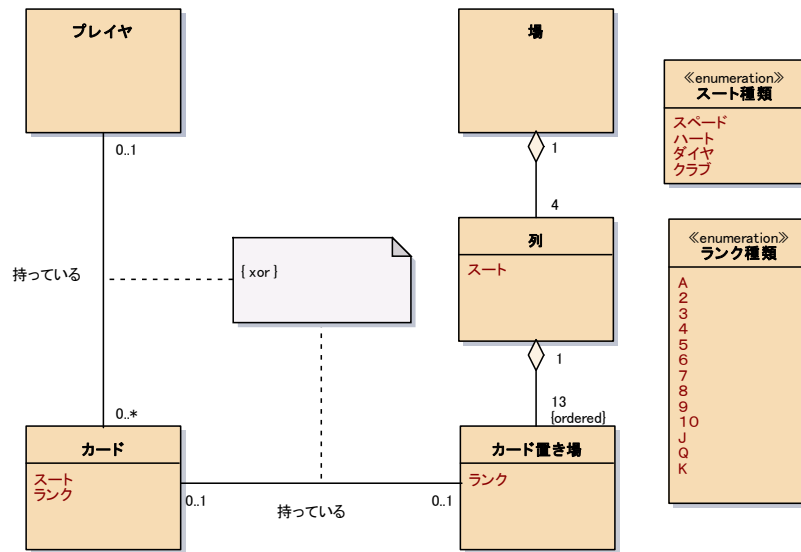 プレイヤ
0..1
持っている
0..*
カード
スート
ランク
{ xor }
0..1
持っている
0..1
場
1
4
列
スート
1
13
{ordered}
カード置き場
ランク
≪enumeration≫
スート種類
スペード
ハート
ダイヤ
クラブ
≪enumeration≫
ランク種類
A
2
3
4
5
6
7
8
9
10
J
Q
K